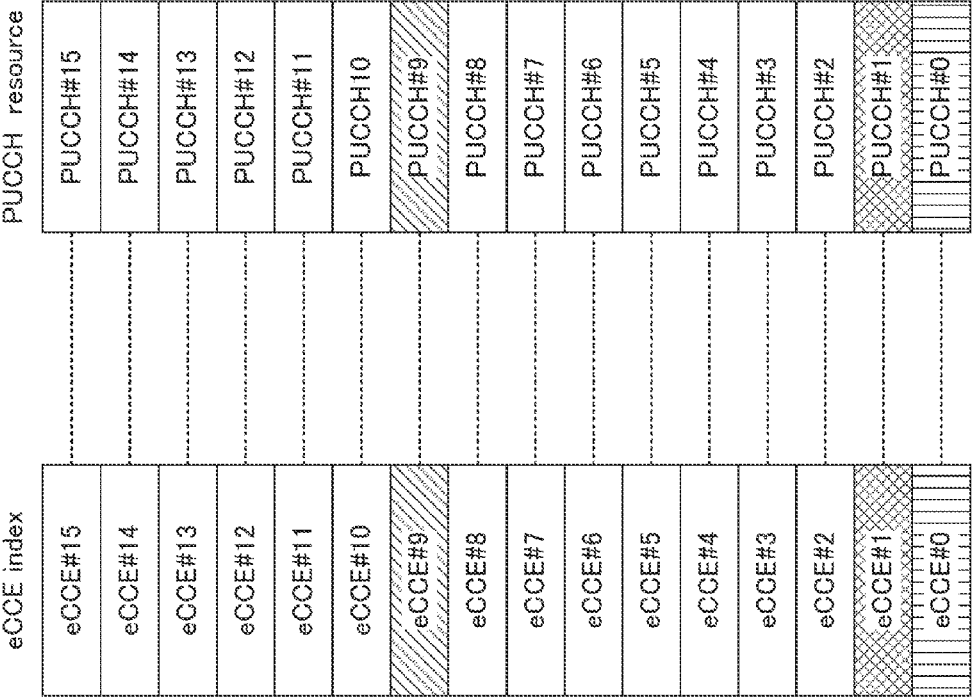 eCCE index PUCCH resource
eCCE#15 PUCCH#15
eCCE#14 PUCCH#14
eCCE#13 PUCCH#13
eCCE#12 PUCCH#12
eCCE#11 PUCCH#11
eCCE#10 PUCCH10
eCCE#9 PUCCH#9
eCCE#8 PUCCH#8
eCCE#7 PUCCH#7
eCCE#6 PUCCH#6
eCCE#5 PUCCH#5
eCCE#4 PUCCH#4
eCCE#3 PUCCH#3
eCCE#2 PUCCH#2
eCCE#1 PUCCH#1
eCCE#0 PUCCH#0